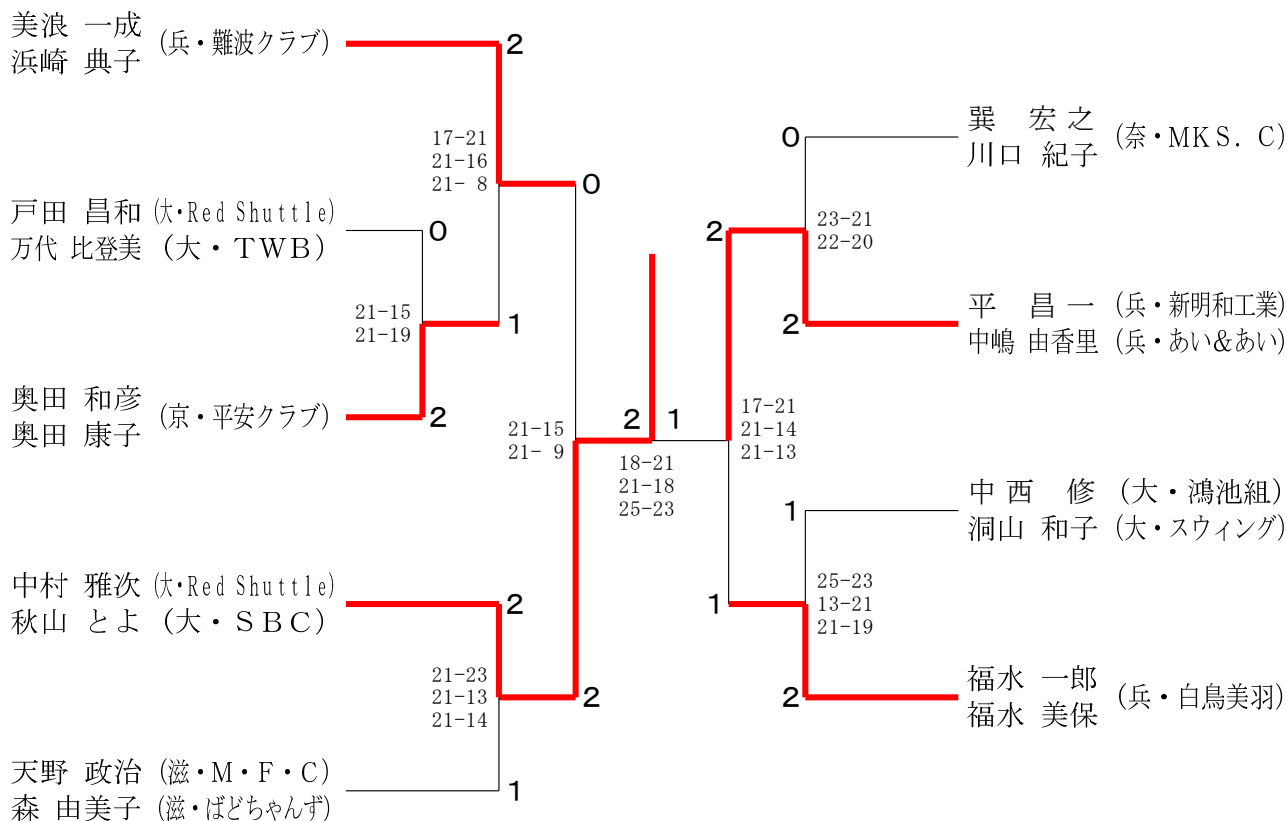 美浪 一成
浜崎 典子
(兵・難波クラブ)
2
17-21
21-16
21- 8
0
戸田 昌和 (大・Red Shuttle)
万代 比登美 (大・TWB)
0
21-15
21-19
1
奥田 和彦
奥田 康子
(京・平安クラブ)
2
21-15
21- 9
中村 雅次 (大・Red Shuttle)
秋山 とよ (大・SBC)
2
21-23
21-13
21-14
2
天野 政治 (滋・M・F・C)
森 由美子 (滋・ばどちゃんず)
1
2 1
18-21
21-18
25-23
0
巽 宏之
川口 紀子
(奈・MKS.C)
2
23-21
22-20
2
平 昌一 (兵・新明和工業)
中嶋 由香里 (兵・あい&あい)
17-21
21-14
21-13
1
中西 修 (大・鴻池組)
洞山 和子 (大・スウィング)
1
25-23
13-21
21-19
2
福水 一郎
福水 美保
(兵・白鳥美羽)